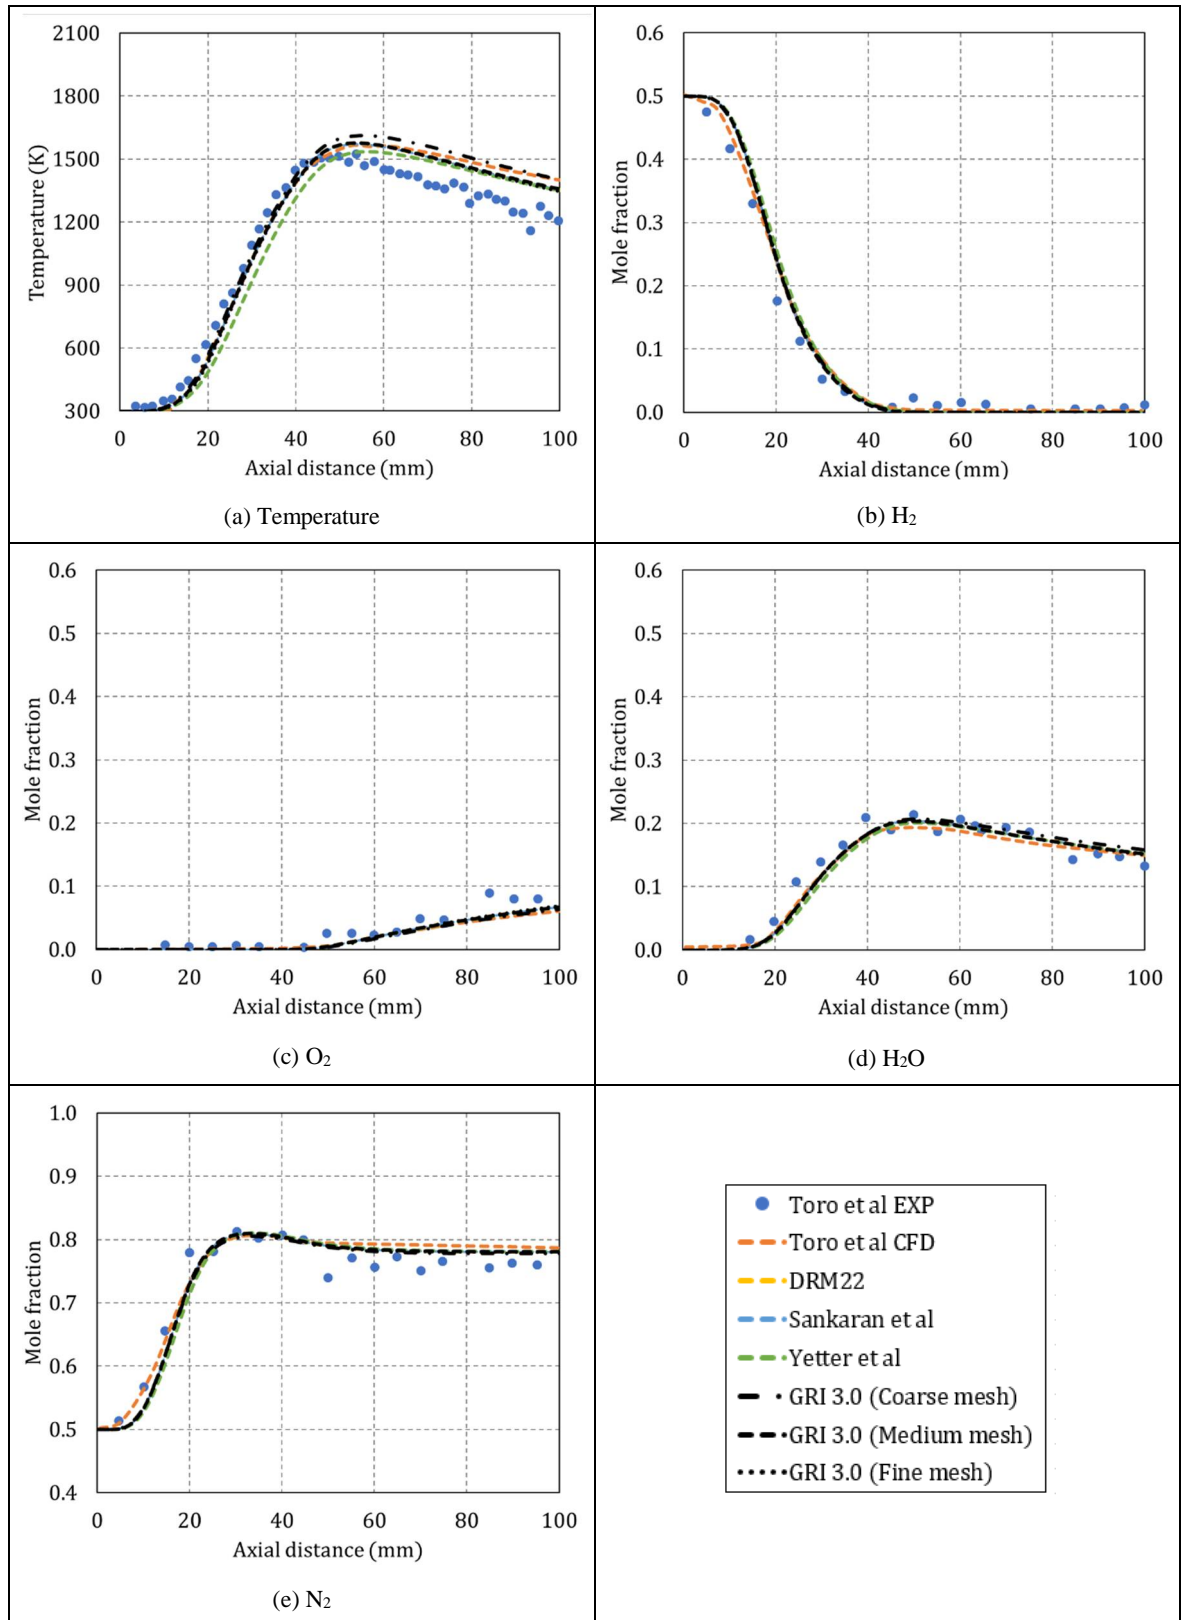 2100
1800
1500
1200
900
600
300
Temperature (K)
0 20 40 60 80 100
Axial distance (mm)
(a) Temperature
0.6
0.5
0.4
0.3
0.2
0.1
0.0
Mole fraction
0 20 40 60 80 100
Axial distance (mm)
(b) H₂
0.6
0.5
0.4
0.3
0.2
0.1
0.0
Mole fraction
0 20 40 60 80 100
Axial distance (mm)
(c) O₂
0.6
0.5
0.4
0.3
0.2
0.1
0.0
Mole fraction
0 20 40 60 80 100
Axial distance (mm)
(d) H₂O
1.0
0.9
0.8
0.7
0.6
0.5
0.4
Mole fraction
0 20 40 60 80 100
Axial distance (mm)
(e) N₂
Toro et al EXP
Toro et al CFD
DRM22
Sankaran et al
Yetter et al
GRI 3.0 (Coarse mesh)
GRI 3.0 (Medium mesh)
GRI 3.0 (Fine mesh)